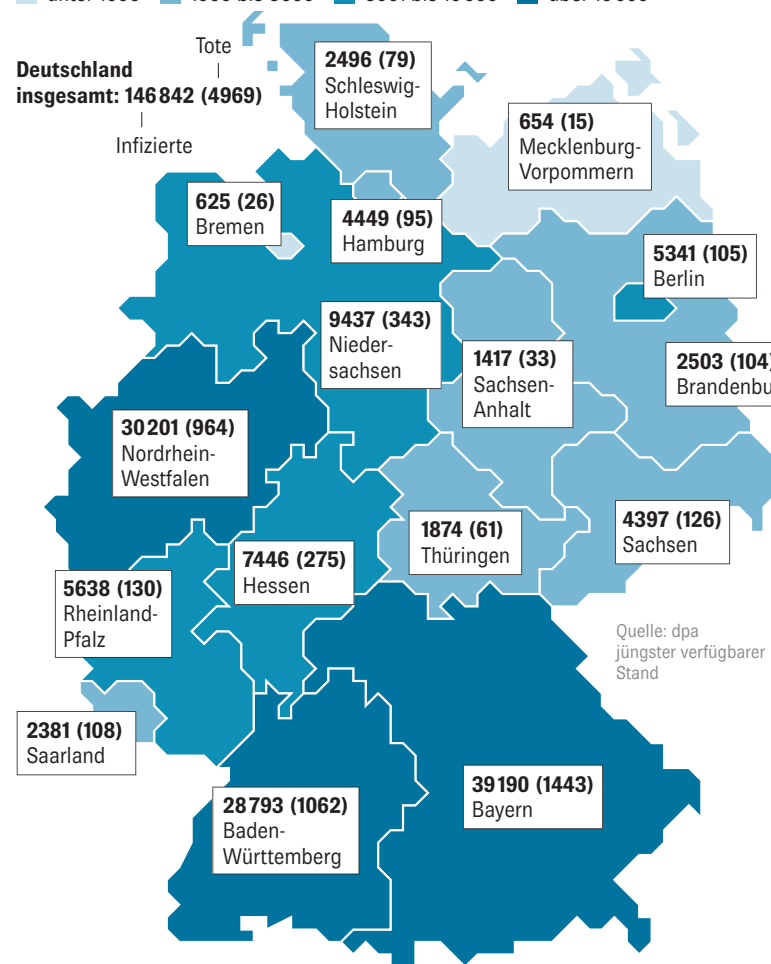 Tote
Deutschland
insgesamt: 146 842 (4969)
Infizierte
2496 (79)
Schleswig-
Holstein
654 (15)
Mecklenburg-
Vorpommern
625 (26)
Bremen
4449 (95)
Hamburg
5341 (105)
Berlin
9437 (343)
Nieder-
sachsen
1417 (33)
Sachsen-
Anhalt
2503 (104)
Brandenbu
30 201 (964)
Nordrhein-
Westfalen
1874 (61)
Thüringen
4397 (126)
Sachsen
7446 (275)
Hessen
5638 (130)
Rheinland-
Pfalz
Quelle: dpa
jüngster verfügbarer
Stand
2381 (108)
Saarland
39 190 (1443)
Bayern
28 793 (1062)
Baden-
Württemberg